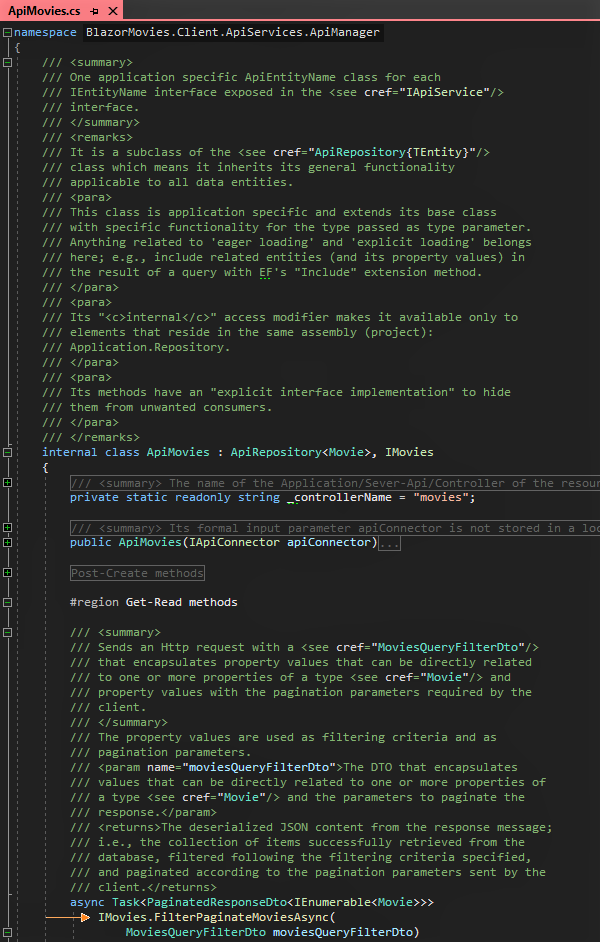 ApiMovies.cs
namespace BlazorMovies.Client.ApiServices.ApiManager
{
/// <summary>
/// One application specific ApiEntityName class for each
/// IEntityName interface exposed in the <see cref="IApiService"/>
/// interface.
/// </summary>
/// <remarks>
/// It is a subclass of the <see cref="ApiRepository{TEntity}"/>
/// class which means it inherits its general functionality
/// applicable to all data entities.
/// <para>
/// This class is application specific and extends its base class
/// with specific functionality for the type passed as type parameter.
/// Anything related to 'eager loading' and 'explicit loading' belongs
/// here; e.g., include related entities (and its property values) in
/// the result of a query with EF's "Include" extension method.
/// </para>
/// <para>
/// Its "<c>internal</c>" access modifier makes it available only to
/// elements that reside in the same assembly (project):
/// Application.Repository.
/// </para>
/// <para>
/// Its methods have an "explicit interface implementation" to hide
/// them from unwanted consumers.
/// </para>
/// </remarks>
internal class ApiMovies : ApiRepository<Movie>, IMovies
{
/// <summary> The name of the Application/Sever-Api/Controller of the resour
private static readonly string _controllerName = "movies";
/// <summary> Its formal input parameter apiConnector is not stored in a loc
public ApiMovies(IApiConnector apiConnector)...
Post-Create methods
#region Get-Read methods
/// <summary>
/// Sends an Http request with a <see cref="MoviesQueryFilterDto"/>
/// that encapsulates property values that can be directly related
/// to one or more properties of a type <see cref="Movie"/> and
/// property values with the pagination parameters required by the
/// client.
/// </summary>
/// The property values are used as filtering criteria and as
/// pagination parameters.
/// <param name="moviesQueryFilterDto">The DTO that encapsulates
/// values that can be directly related to one or more properties of
/// a type <see cref="Movie"/> and the parameters to paginate the
/// response.</param>
/// <returns>The deserialized JSON content from the response message;
/// i.e., the collection of items successfully retrieved from the
/// database, filtered following the filtering criteria specified,
/// and paginated according to the pagination parameters sent by the
/// client.</returns>
async Task<PaginatedResponseDto<IEnumerable<Movie>>>
IMovies.FilterPaginateMoviesAsync(
MoviesQueryFilterDto moviesQueryFilterDto)